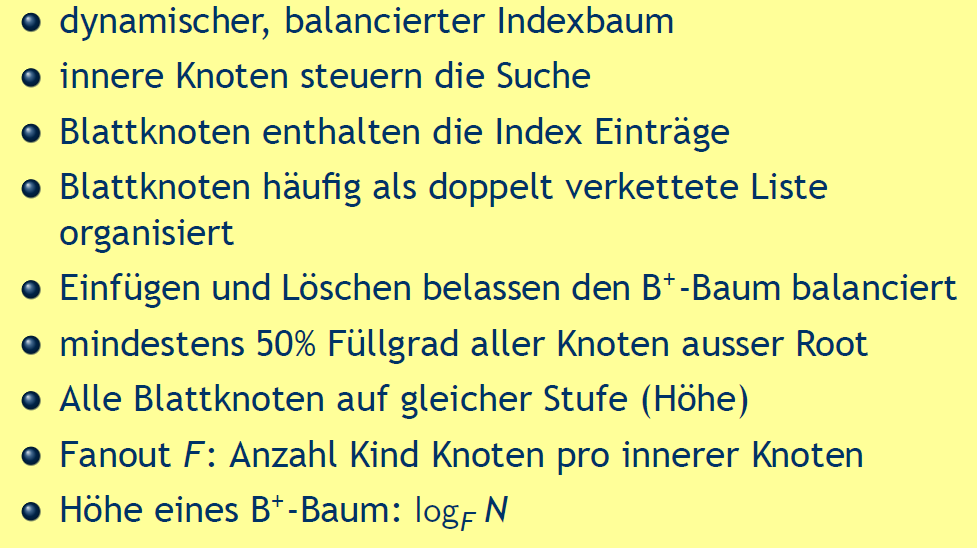 dynamischer, balancierter Indexbaum
innere Knoten steuern die Suche
Blattknoten enthalten die Index Einträge
Blattknoten häufig als doppelt verkettete Liste
organisiert
Einfügen und Löschen belassen den B⁺-Baum balanciert
mindestens 50% Füllgrad aller Knoten ausser Root
Alle Blattknoten auf gleicher Stufe (Höhe)
Fanout F: Anzahl Kind Knoten pro innerer Knoten
Höhe eines B⁺-Baum: log_F N